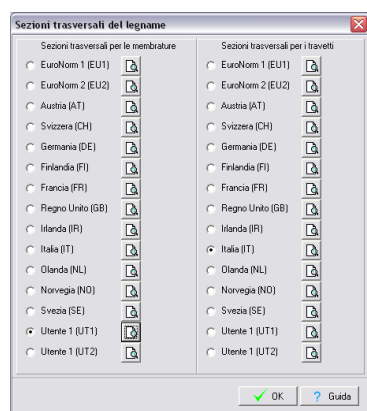 Sezioni trasversali del legname
Sezioni trasversali per le membrature
EuroNorm 1 (EU1)
EuroNorm 2 (EU2)
Austria (AT)
Svizzera (CH)
Germania (DE)
Finlandia (FI)
Francia (FR)
Regno Unito (GB)
Irlanda (IR)
Italia (IT)
Olanda (NL)
Norvegia (NO)
Svezia (SE)
Utente 1 (UT1)
Utente 1 (UT2)
Sezioni trasversali per i travetti
EuroNorm 1 (EU1)
EuroNorm 2 (EU2)
Austria (AT)
Svizzera (CH)
Germania (DE)
Finlandia (FI)
Francia (FR)
Regno Unito (GB)
Irlanda (IR)
Italia (IT)
Olanda (NL)
Norvegia (NO)
Svezia (SE)
Utente 1 (UT1)
Utente 1 (UT2)
OK
? Guida